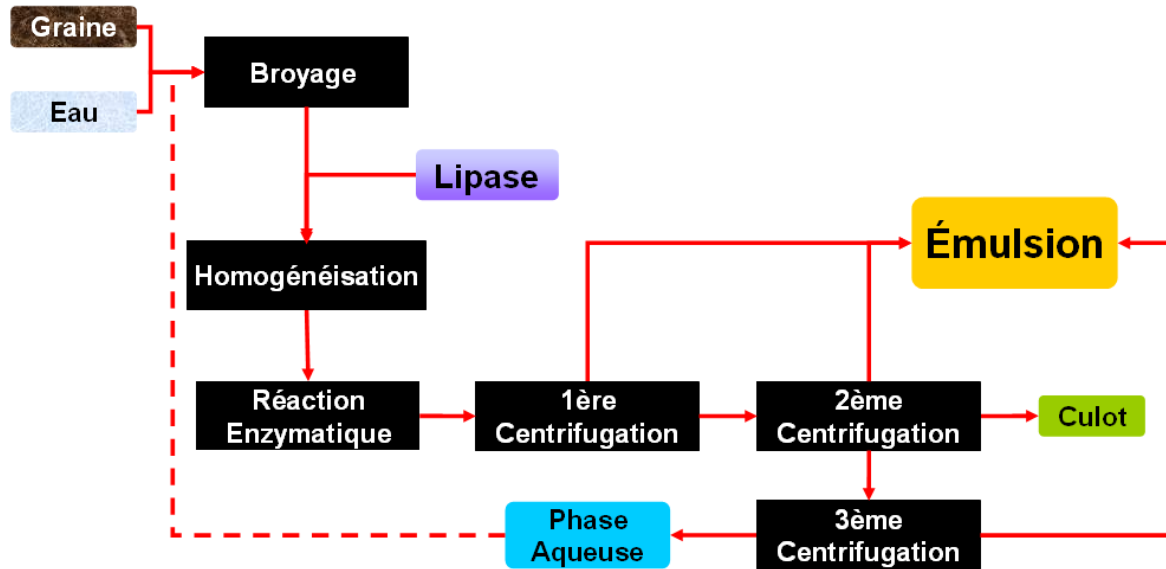 Graine
Eau
Broyage
Lipase
Homogénéisation
Émulsion
Réaction
Enzymatique
1ère
Centrifugation
2ème
Centrifugation
Culot
Phase
Aqueuse
3ème
Centrifugation